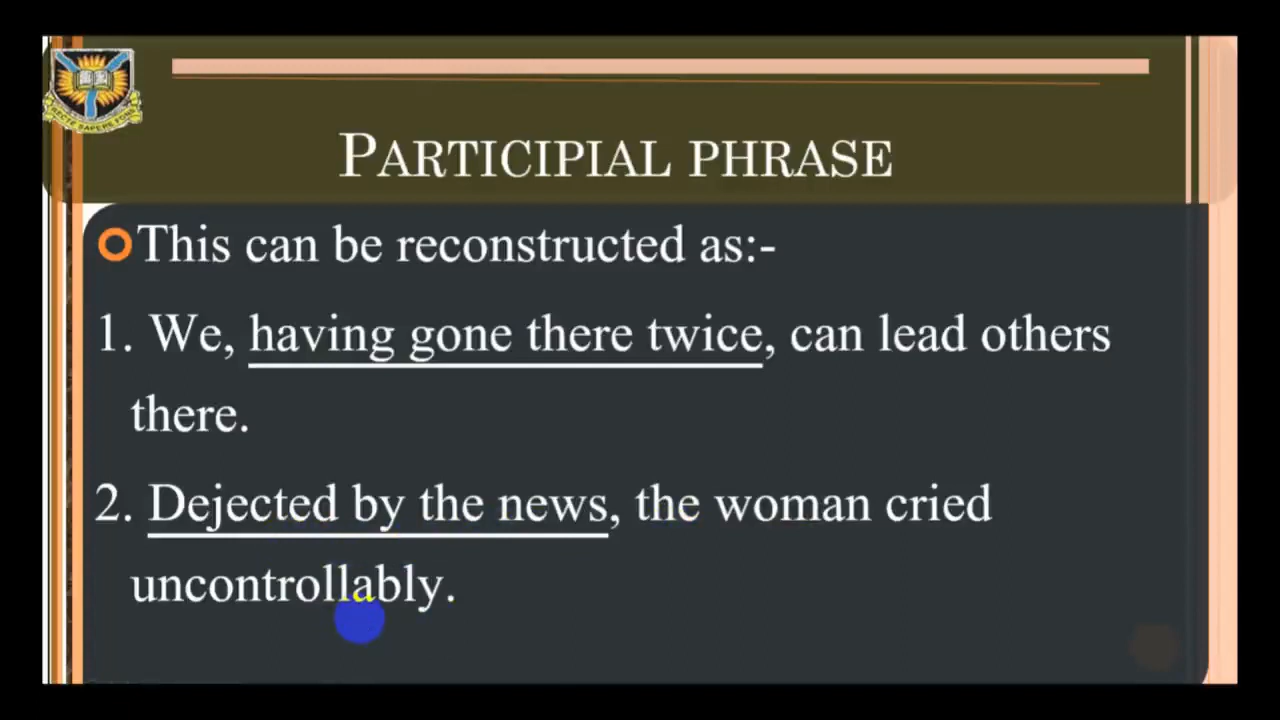 PARTICIPIAL PHRASE
This can be reconstructed as:-
1. We, having gone there twice, can lead others
there.
2. Dejected by the news, the woman cried
uncontrollably.